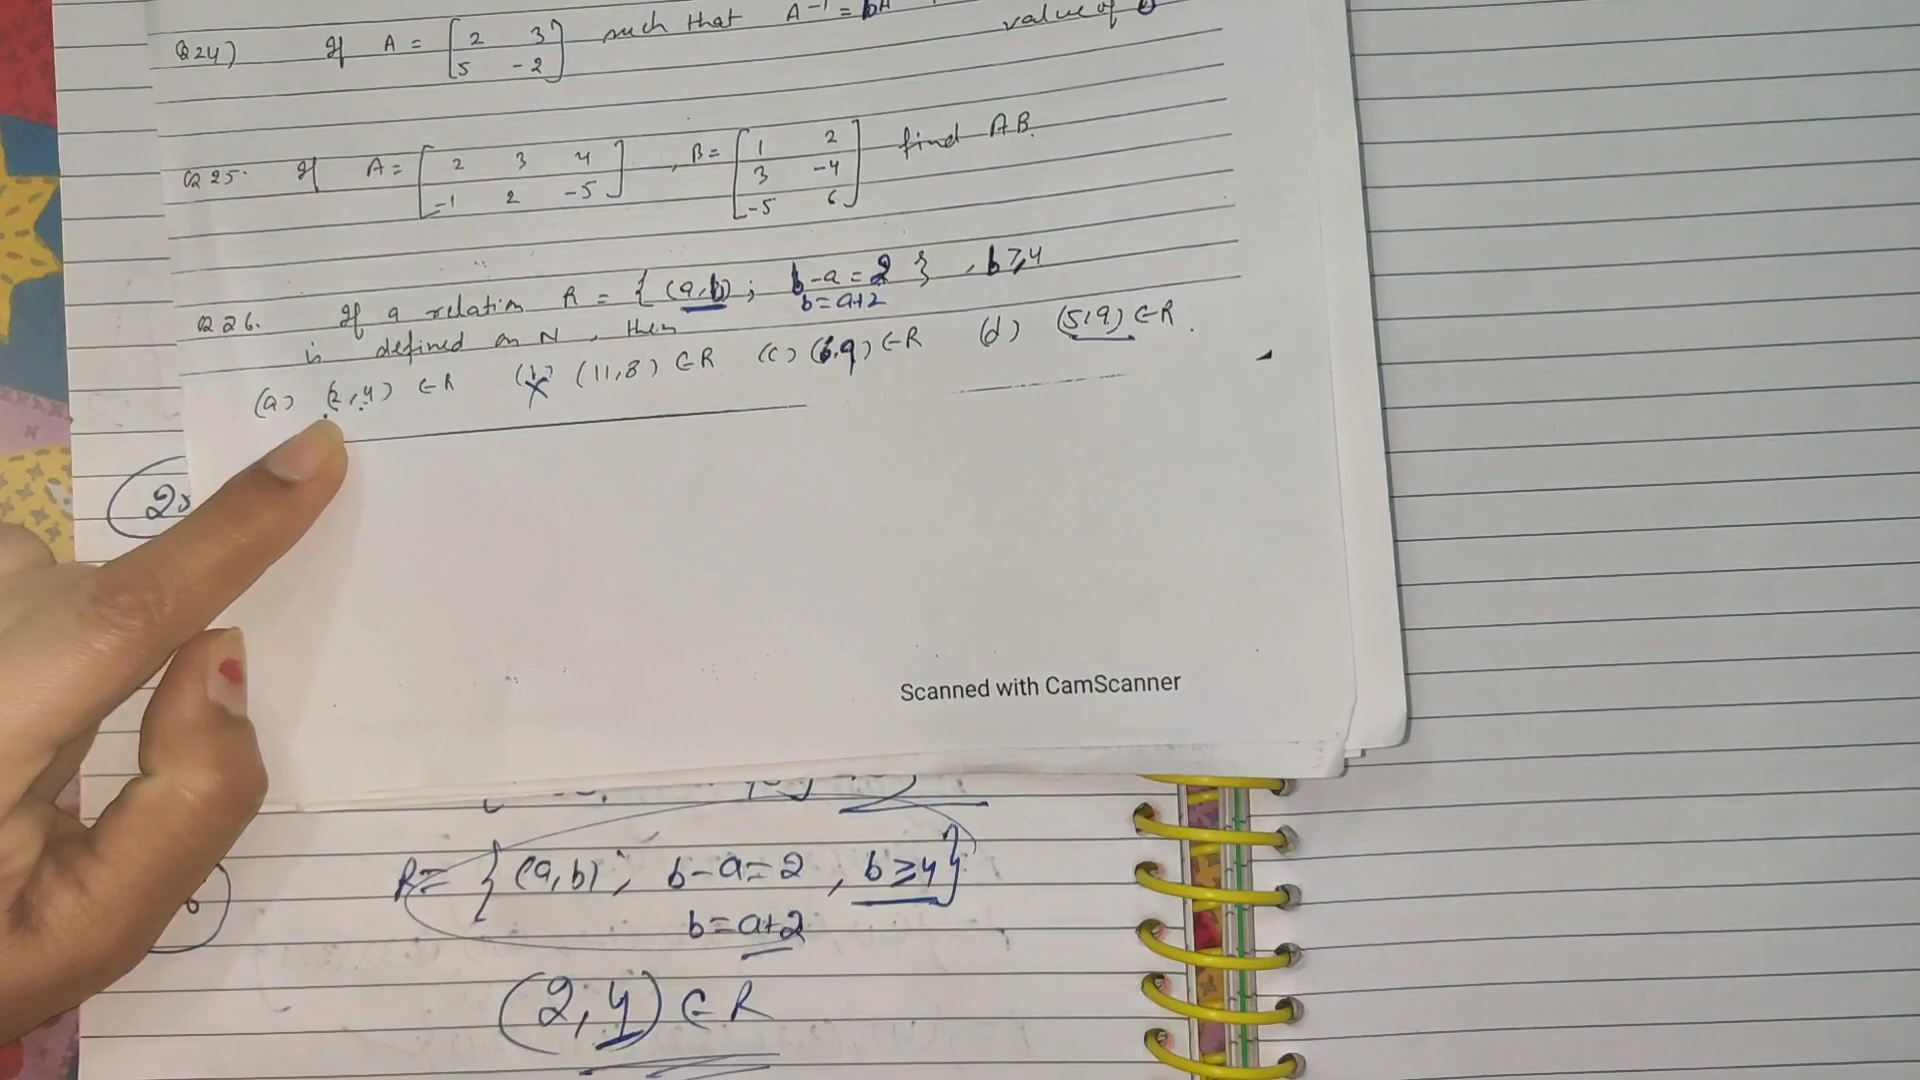 Q24) If A = [ 2 3 such that A⁻¹ =
5 -2 ] value of
Q25. If A = [ 2 3 4 , B = [ 1 2 find AB.
-1 2 -5 ] 3 -4
-5 6 ]
Q26. If a relation R = { (a,b) ; b-a = 2 } , b ≥ 4
b = a+2
is defined on N, then
(a) (2,4) ∈ R (b) (11,8) ∈ R (c) (6,9) ∈ R (d) (5,9) ∈ R .
Scanned with CamScanner
R = { (a,b) ; b-a=2 , b ≥ 4 }
b = a+2
(2,4) ∈ R